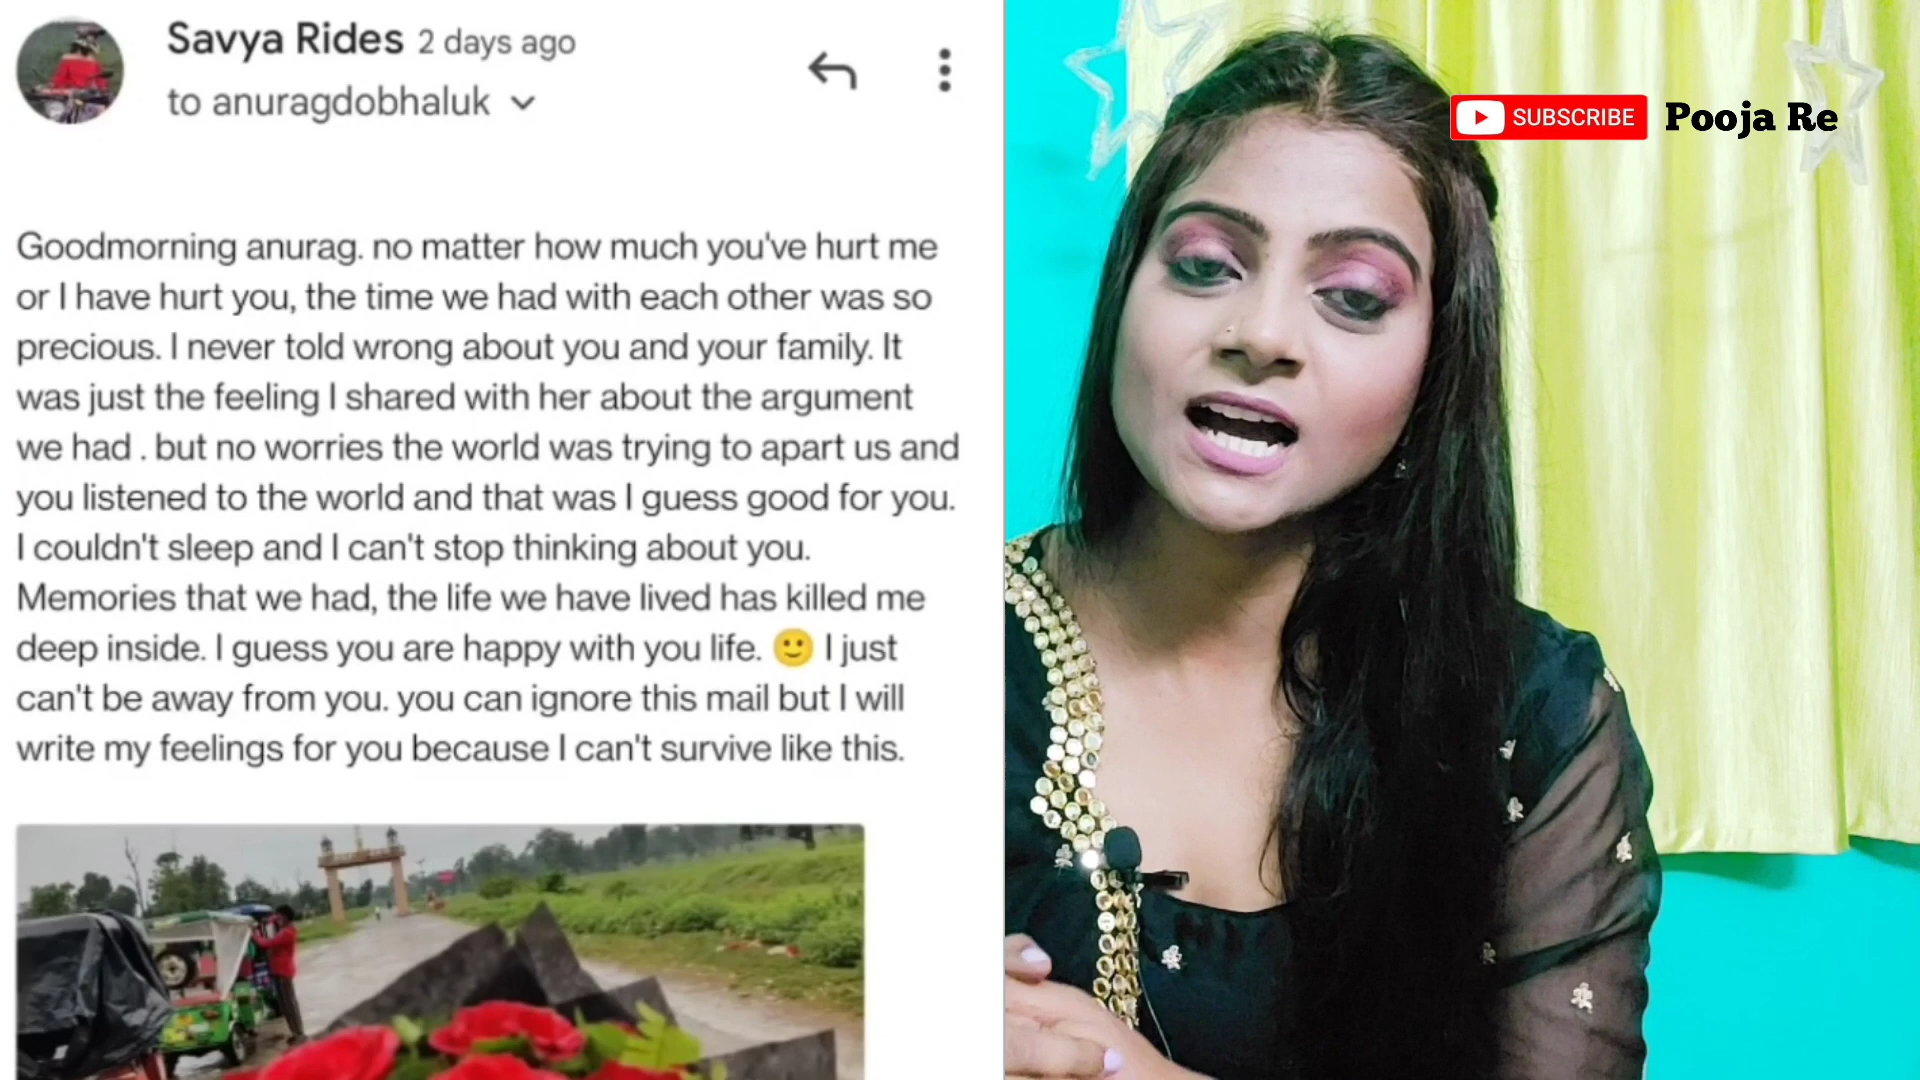 Savya Rides 2 days ago
to anuragdobhaluk
Goodmorning anurag. no matter how much you've hurt me
or I have hurt you, the time we had with each other was so
precious. I never told wrong about you and your family. It
was just the feeling I shared with her about the argument
we had . but no worries the world was trying to apart us and
you listened to the world and that was I guess good for you.
I couldn't sleep and I can't stop thinking about you.
Memories that we had, the life we have lived has killed me
deep inside. I guess you are happy with you life. 🙂 I just
can't be away from you. you can ignore this mail but I will
write my feelings for you because I can't survive like this.
SUBSCRIBE Pooja Re